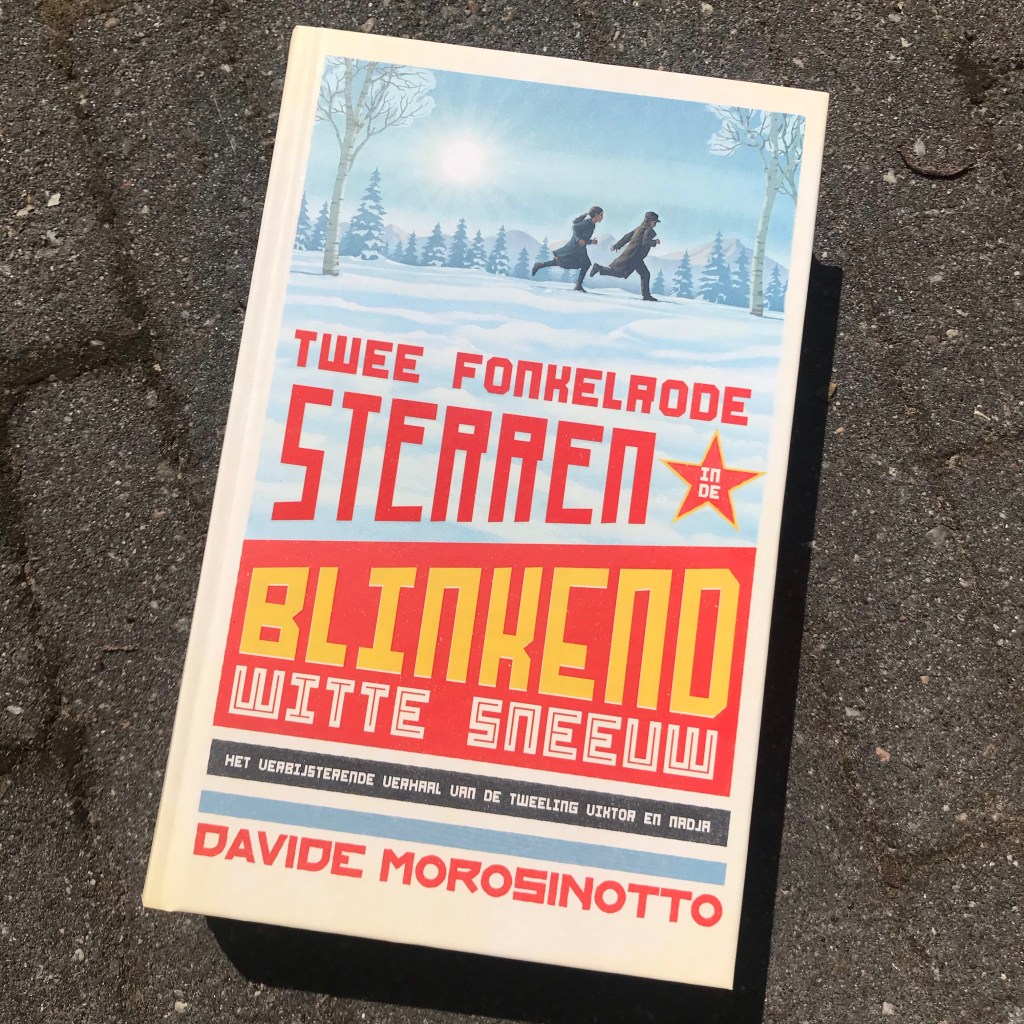 TWEE FONKELRODE
STERREN
IN
DE
BLINKEND
WITTE SNEEUW
HET VERBIJSTERENDE VERHAAL VAN DE TWEELING VIKTOR EN NADJA
DAVIDE MOROSINOTTO